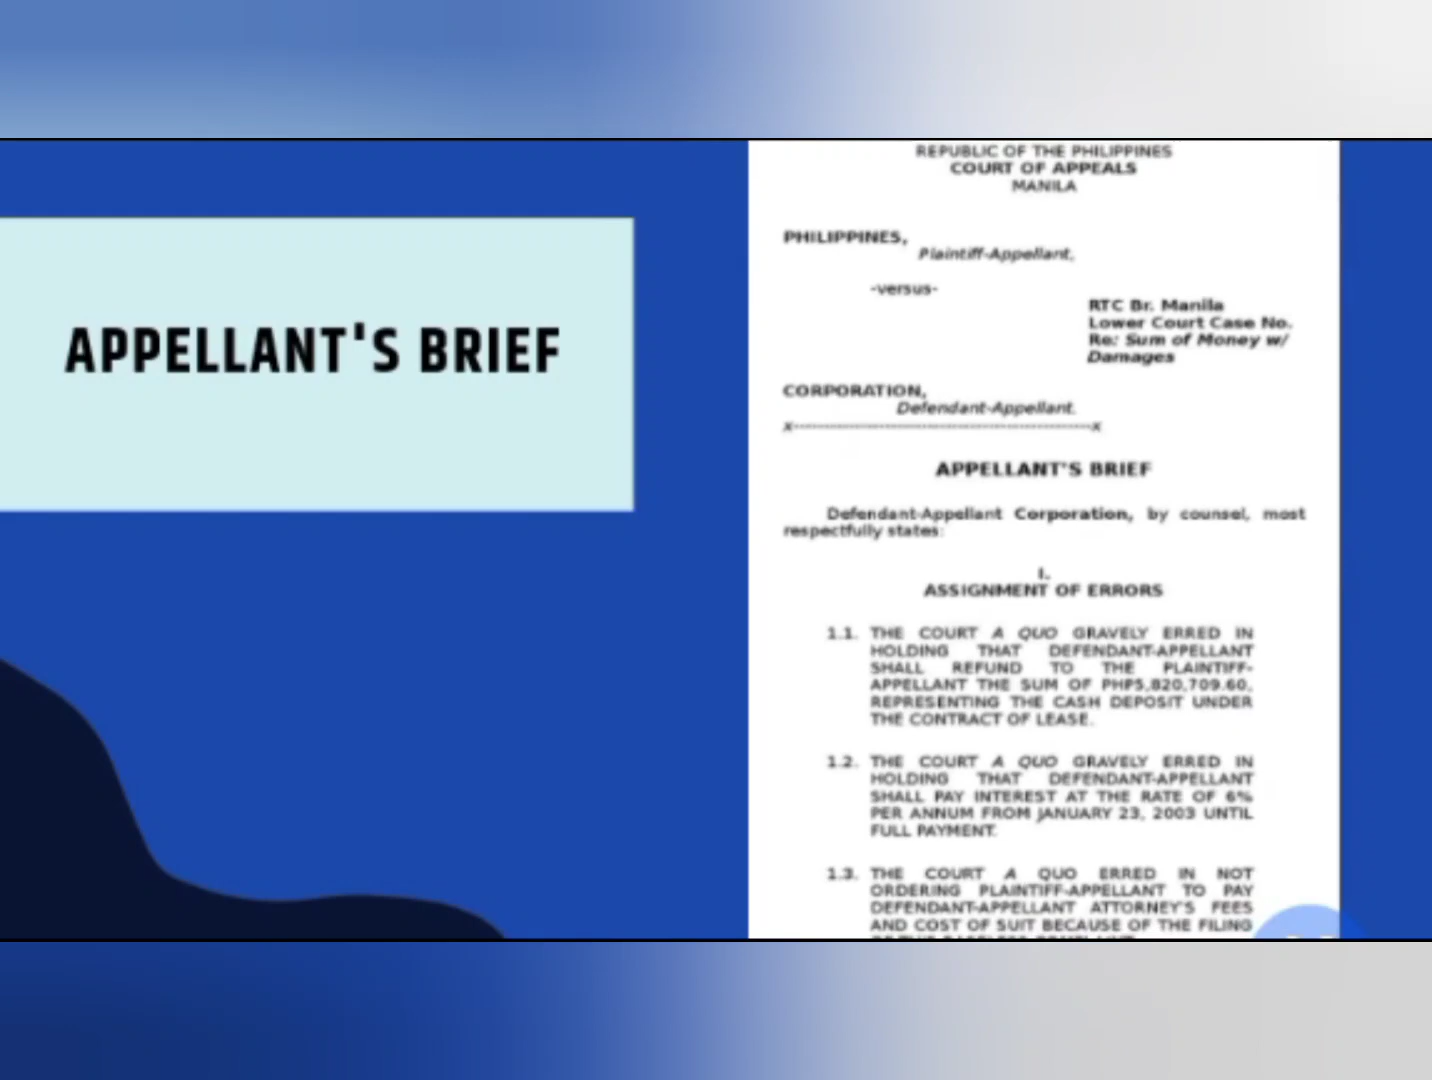 APPELLANT'S BRIEF
REPUBLIC OF THE PHILIPPINES
COURT OF APPEALS
MANILA
PHILIPPINES,
Plaintiff-Appellant,
-versus-
RTC Br. Manila
Lower Court Case No.
Re: Sum of Money w/
Damages
CORPORATION,
Defendant-Appellant.
x------------------------------------------------x
APPELLANT'S BRIEF
Defendant-Appellant Corporation, by counsel, most
respectfully states:
I.
ASSIGNMENT OF ERRORS
1.1. THE COURT A QUO GRAVELY ERRED IN
HOLDING THAT DEFENDANT-APPELLANT
SHALL REFUND TO THE PLAINTIFF-
APPELLANT THE SUM OF PHP5,820,709.60,
REPRESENTING THE CASH DEPOSIT UNDER
THE CONTRACT OF LEASE.
1.2. THE COURT A QUO GRAVELY ERRED IN
HOLDING THAT DEFENDANT-APPELLANT
SHALL PAY INTEREST AT THE RATE OF 6%
PER ANNUM FROM JANUARY 23, 2003 UNTIL
FULL PAYMENT.
1.3. THE COURT A QUO ERRED IN NOT
ORDERING PLAINTIFF-APPELLANT TO PAY
DEFENDANT-APPELLANT ATTORNEY'S FEES
AND COST OF SUIT BECAUSE OF THE FILING